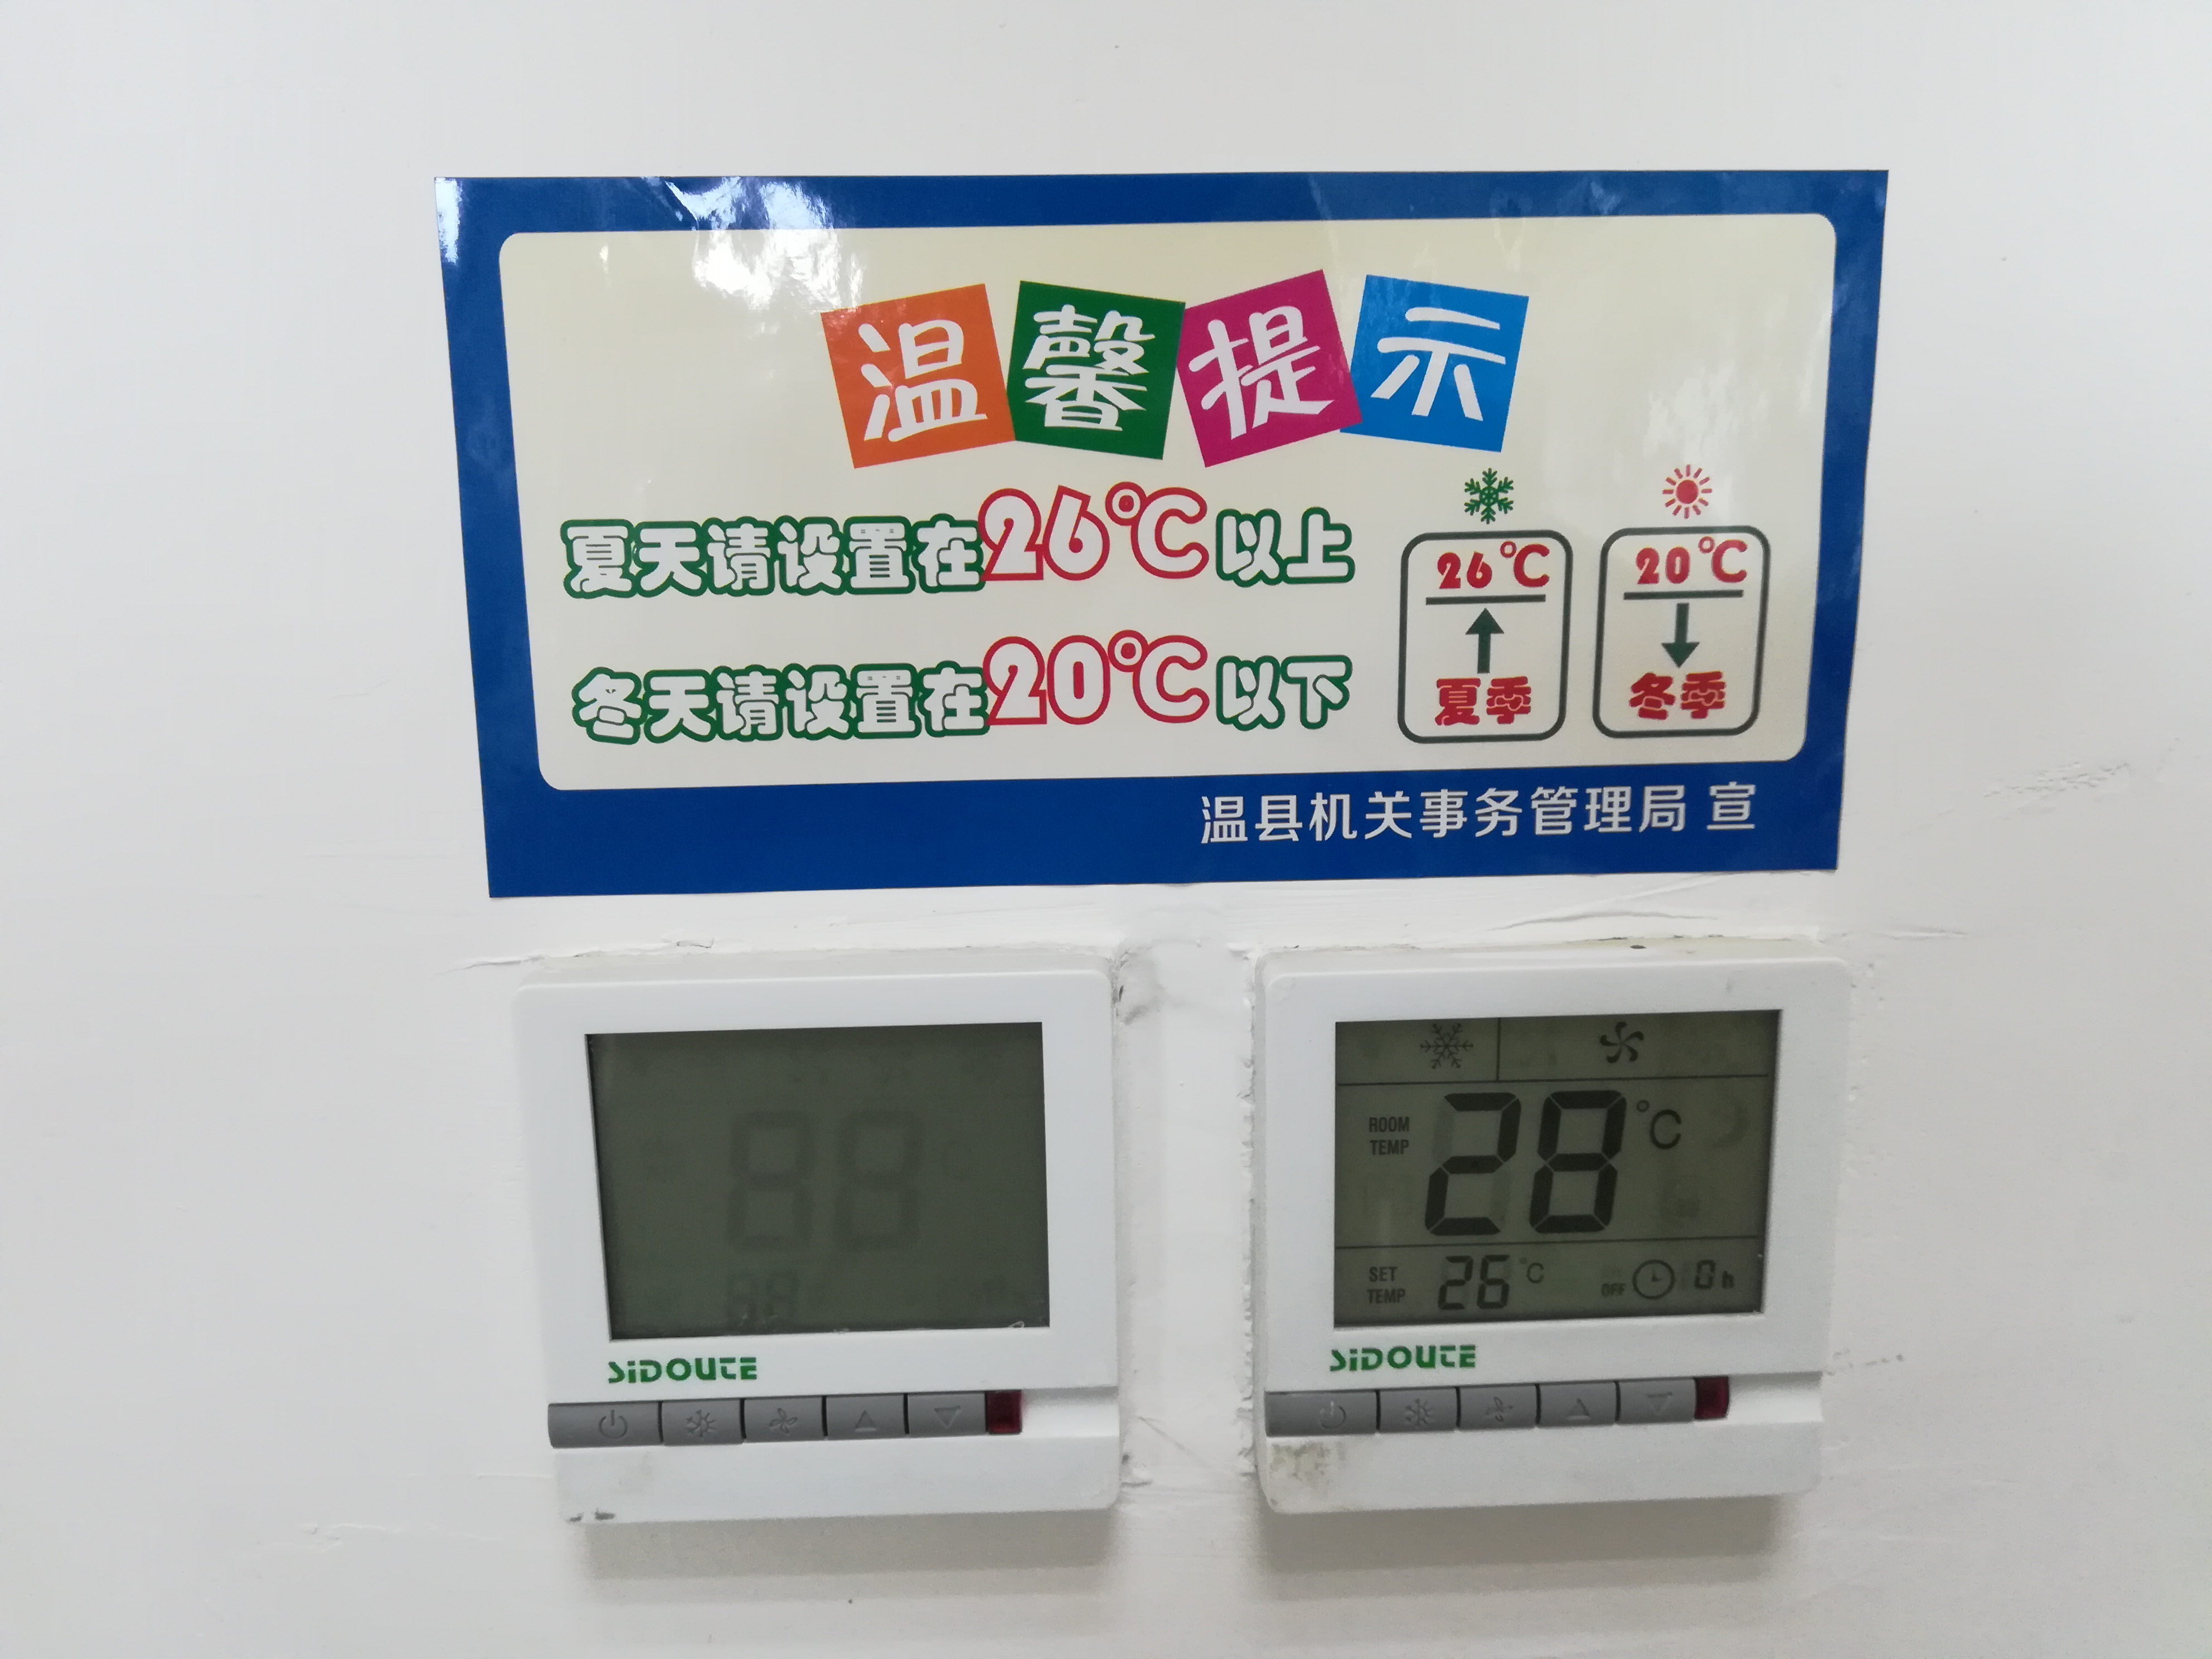 温馨提示
夏天请设置在26℃以上
冬天请设置在20℃以下
26℃
夏季
20℃
冬季
温县机关事务管理局 宣
88
88
SiDOUTE
ROOM TEMP
28℃
SET TEMP
26℃
OFF
0h
SiDOUTE